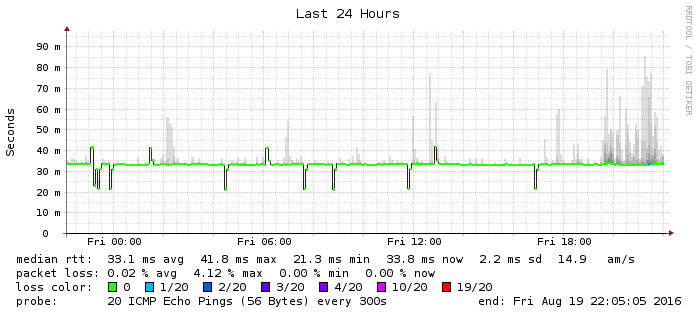 Last 24 Hours
RRDTOOL / TOBI OETIKER
Seconds
90 m
80 m
70 m
60 m
50 m
40 m
30 m
20 m
10 m
0
Fri 00:00 Fri 06:00 Fri 12:00 Fri 18:00
median rtt: 33.1 ms avg 41.8 ms max 21.3 ms min 33.8 ms now 2.2 ms sd 14.9 am/s
packet loss: 0.02 % avg 4.12 % max 0.00 % min 0.00 % now
loss color: 0 1/20 2/20 3/20 4/20 10/20 19/20
probe: 20 ICMP Echo Pings (56 Bytes) every 300s end: Fri Aug 19 22:05:05 2016